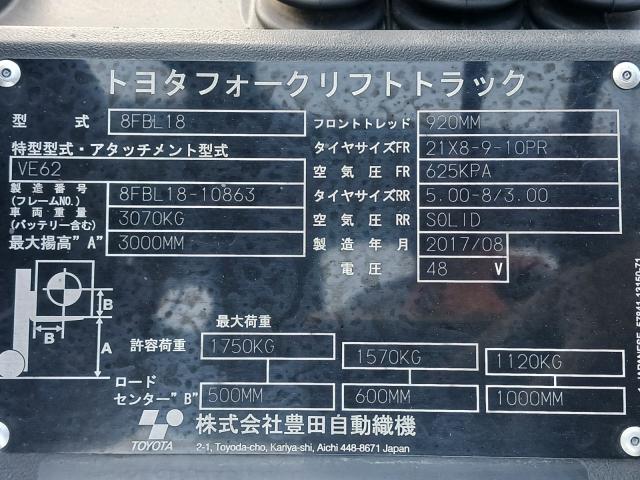 トヨタフォークリフトトラック
型式 8FBL18 フロントトレッド 920MM
特型型式・アタッチメント型式 タイヤサイズFR 21X8-9-10PR
VE62 空気圧FR 625KPA
製造番号(フレームNO.) 8FBL18-10863 タイヤサイズRR 5.00-8/3.00
車両重量(バッテリー含む) 3070KG 空気圧RR SOLID
最大揚高"A" 3000MM 製造年月 2017/08
電圧 48 V
B
B
A
最大荷重
許容荷重 1750KG 1570KG 1120KG
ロードセンター"B" 500MM 600MM 1000MM
TOYOTA 株式会社豊田自動織機
2-1, Toyoda-cho, Kariya-shi, Aichi 448-8671 Japan